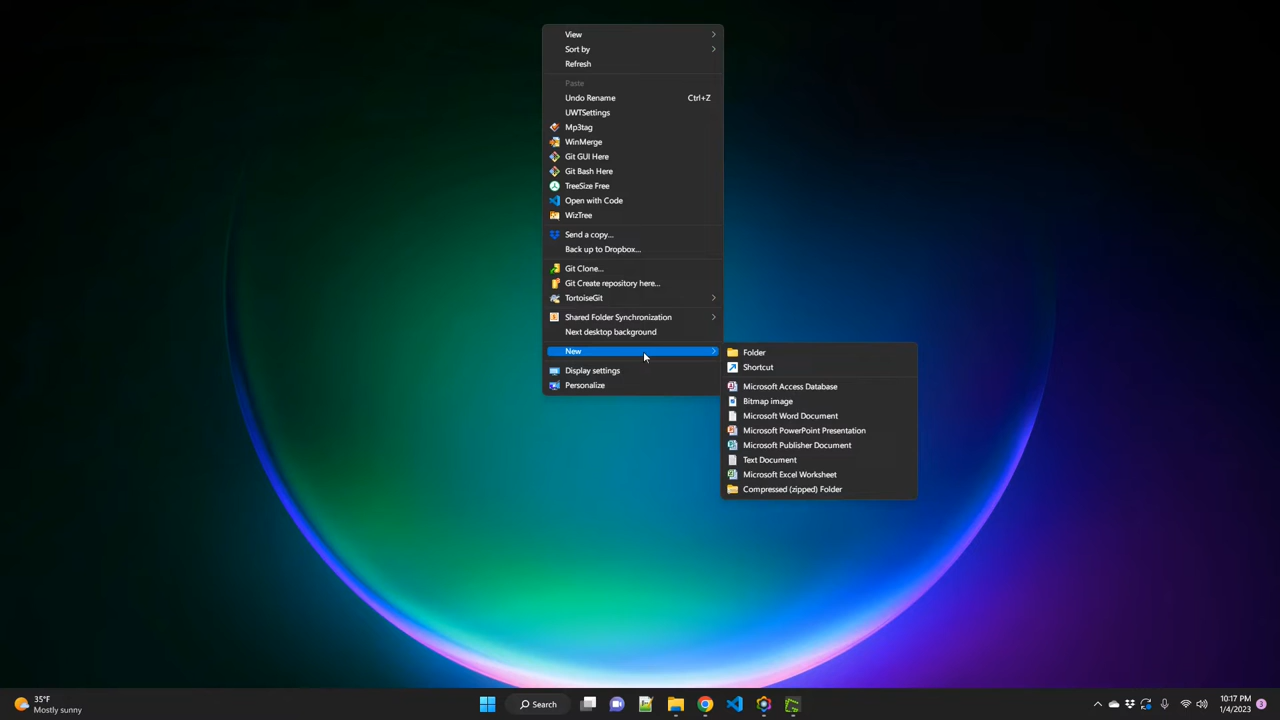 View
Sort by
Refresh
Paste
Undo Rename Ctrl+Z
UWTSettings
Mp3tag
WinMerge
Git GUI Here
Git Bash Here
TreeSize Free
Open with Code
WizTree
Send a copy...
Back up to Dropbox...
Git Clone...
Git Create repository here...
TortoiseGit
Shared Folder Synchronization
Next desktop background
New
Display settings
Personalize
Folder
Shortcut
Microsoft Access Database
Bitmap image
Microsoft Word Document
Microsoft PowerPoint Presentation
Microsoft Publisher Document
Text Document
Microsoft Excel Worksheet
Compressed (zipped) Folder
35°F
Mostly sunny
Search
10:17 PM
1/4/2023
3